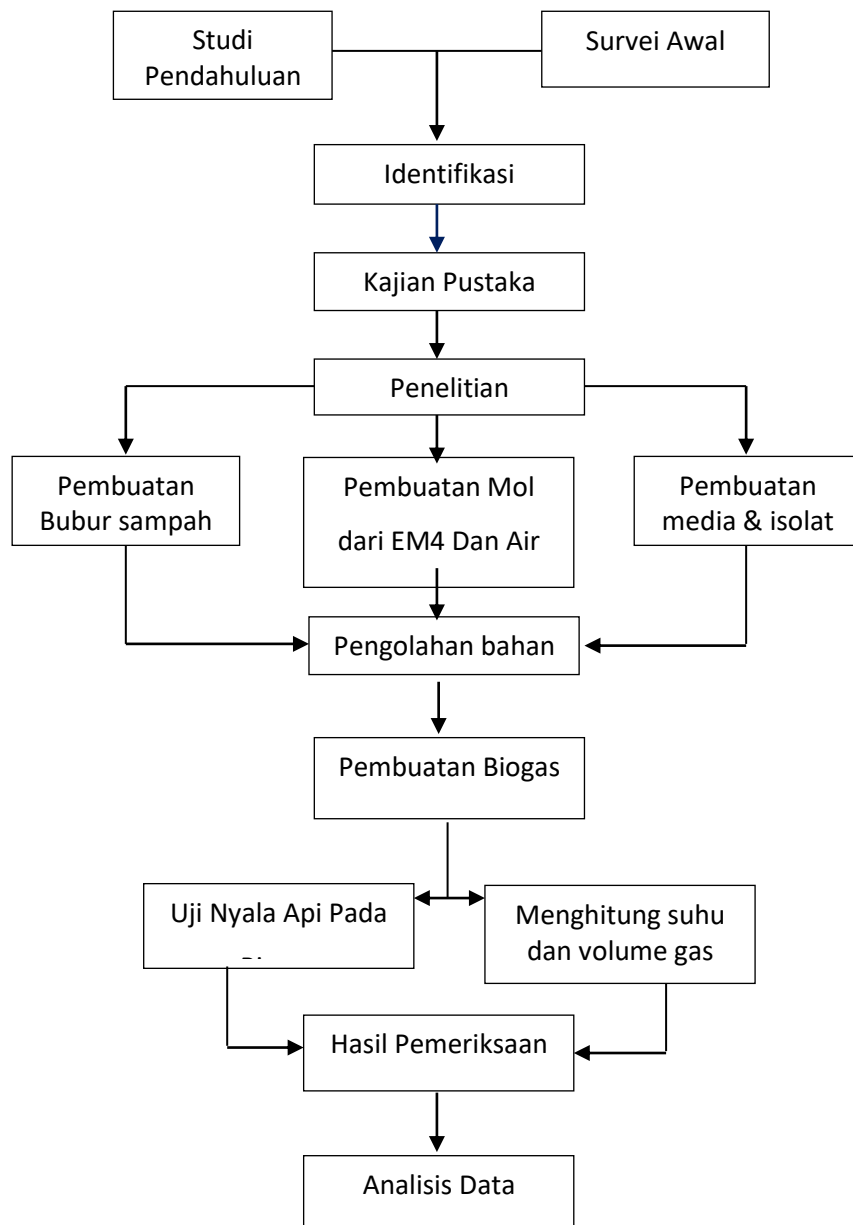 Studi
Pendahuluan
Survei Awal
Identifikasi
Kajian Pustaka
Penelitian
Pembuatan
Bubur sampah
Pembuatan Mol
dari EM4 Dan Air
Pembuatan
media & isolat
Pengolahan bahan
Pembuatan Biogas
Uji Nyala Api Pada
Menghitung suhu
dan volume gas
Hasil Pemeriksaan
Analisis Data